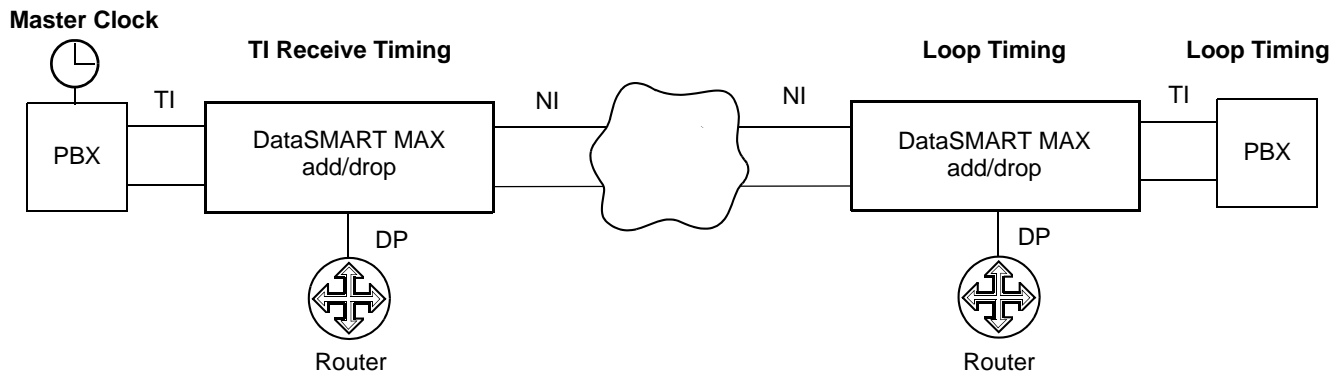 Master Clock
TI Receive Timing
Loop Timing
Loop Timing
TI
NI
NI
TI
PBX
DataSMART MAX
add/drop
DataSMART MAX
add/drop
PBX
DP
DP
Router
Router